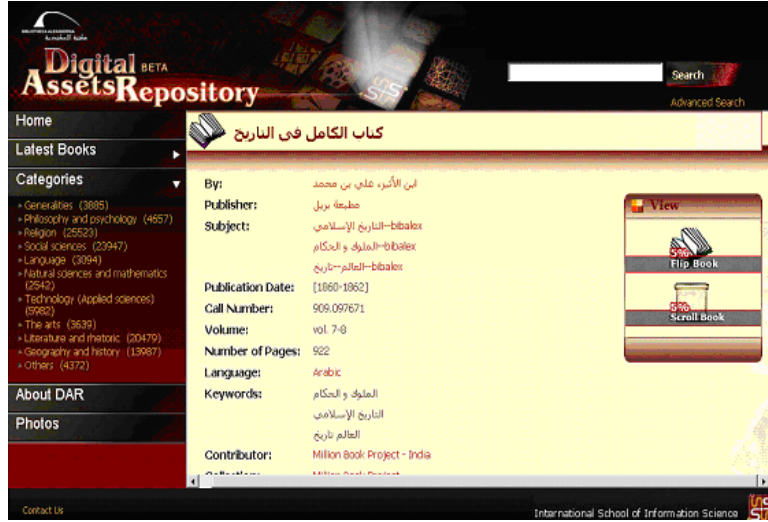 BIBLIOTHECA ALEXANDRINA
مكتبة الإسكندرية
Digital BETA
Assets Repository
Search
Advanced Search
Home
Latest Books
Categories
Generalities (3885)
Philosophy and psychology (4657)
Religion (25523)
Social sciences (23947)
Language (3094)
Natural sciences and mathematics
(2542)
Technology (Applied sciences)
(5982)
The arts (3639)
Literature and rhetoric (20479)
Geography and history (13987)
Others (4372)
About DAR
Photos
كتاب الكامل في التاريخ
By: ابن الأثير، علي بن محمد
Publisher: مطبعة بريل
Subject: التاريخ الإسلامي--bibalex
الملوك و الحكام--bibalex
العالم--تاريخ--bibalex
Publication Date: [1860-1862]
Call Number: 909.097671
Volume: vol. 7-8
Number of Pages: 922
Language: Arabic
Keywords: الملوك و الحكام
التاريخ الإسلامي
العالم تاريخ
Contributor: Million Book Project - India
View
5%
Flip Book
5%
Scroll Book
Contact Us
International School of Information Science